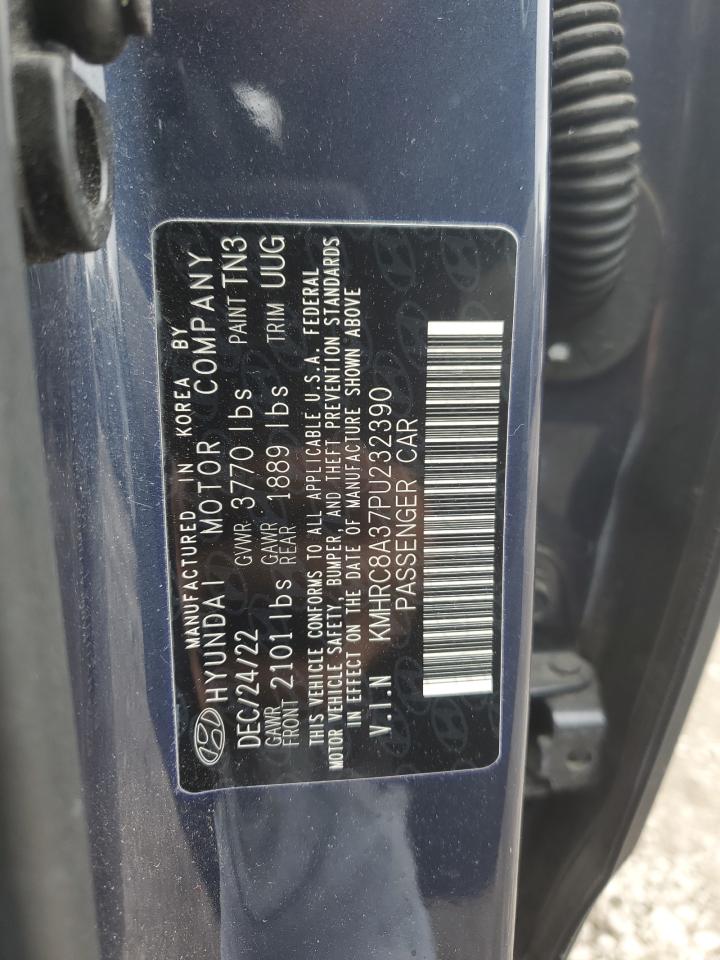 MANUFACTURED IN KOREA BY
HYUNDAI MOTOR COMPANY
DEC/24/22 GVWR 3770 lbs PAINT TN3
GAWR FRONT 2101 lbs GAWR REAR 1889 lbs TRIM UUG
THIS VEHICLE CONFORMS TO ALL APPLICABLE U.S.A. FEDERAL
MOTOR VEHICLE SAFETY, BUMPER AND THEFT PREVENTION STANDARDS
IN EFFECT ON THE DATE OF MANUFACTURE SHOWN ABOVE
V.I.N KMHRC8A37PU232390
PASSENGER CAR